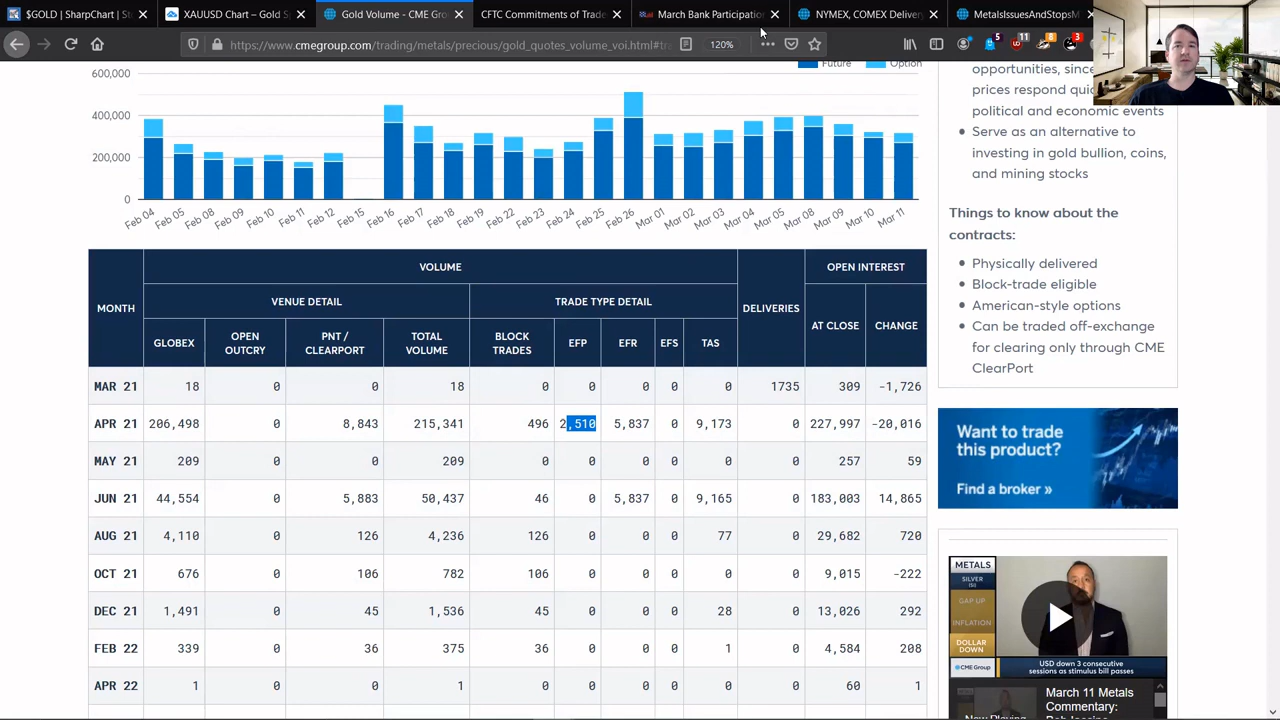 $GOLD | SharpChart | St
XAUUSD Chart — Gold S
Gold Volume - CME Gro
Commitments of Trade
March Bank Participation
NYMEX, COMEX Delivery
MetalsIssuesAndStops
https://www.cmegroup.com/trading/metals/
/gold_quotes_volume_voi.html#tr
120%
5
11
8
3
600,000
400,000
200,000
0
Future
Option
Feb 04
Feb 05
Feb 08
Feb 09
Feb 10
Feb 11
Feb 12
Feb 15
Feb 16
Feb 17
Feb 18
Feb 19
Feb 22
Feb 23
Feb 24
Feb 25
Feb 26
Mar 01
Mar 02
Mar 03
Mar 04
Mar 05
Mar 08
Mar 09
Mar 10
Mar 11
MONTH
VOLUME
OPEN INTEREST
VENUE DETAIL
TRADE TYPE DETAIL
DELIVERIES
AT CLOSE
CHANGE
GLOBEX
OPEN OUTCRY
PNT / CLEARPORT
TOTAL VOLUME
BLOCK TRADES
EFP
EFR
EFS
TAS
MAR 21 18 0 0 18 0 0 0 0 0 1735 309 -1,726
APR 21 206,498 0 8,843 215,341 496 2,510 5,837 0 9,173 0 227,997 -20,016
MAY 21 209 0 0 209 0 0 0 0 0 0 257 59
JUN 21 44,554 0 5,883 50,437 46 0 5,837 0 9,165 0 183,003 14,865
AUG 21 4,110 0 126 4,236 126 0 0 0 77 0 29,682 720
OCT 21 676 0 106 782 106 0 0 0 0 0 9,015 -222
DEC 21 1,491 0 45 1,536 45 0 0 0 28 0 13,026 292
FEB 22 339 0 36 375 36 0 0 0 1 0 4,584 208
APR 22 8 0 0 8 0 0 0 0 0 0 60 1
opportunities, since
prices respond quic
political and economic events
Serve as an alternative to
investing in gold bullion, coins,
and mining stocks
Things to know about the
contracts:
Physically delivered
Block-trade eligible
American-style options
Can be traded off-exchange
for clearing only through CME
ClearPort
Want to trade
this product?
Find a broker »
METALS
SILVER
(SI)
GAP UP
INFLATION
DOLLAR
DOWN
CME Group
USD down 3 consecutive
sessions as stimulus bill passes
March 11 Metals
Commentary:
Now Playing